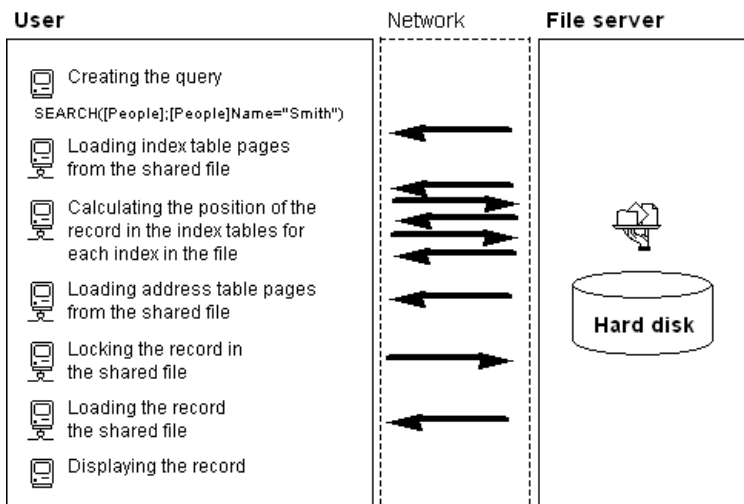 User
Network
File server
Creating the query
SEARCH([People];[People]Name="Smith")
Loading index table pages
from the shared file
Calculating the position of the
record in the index tables for
each index in the file
Loading address table pages
from the shared file
Locking the record in
the shared file
Loading the record
the shared file
Displaying the record
Hard disk